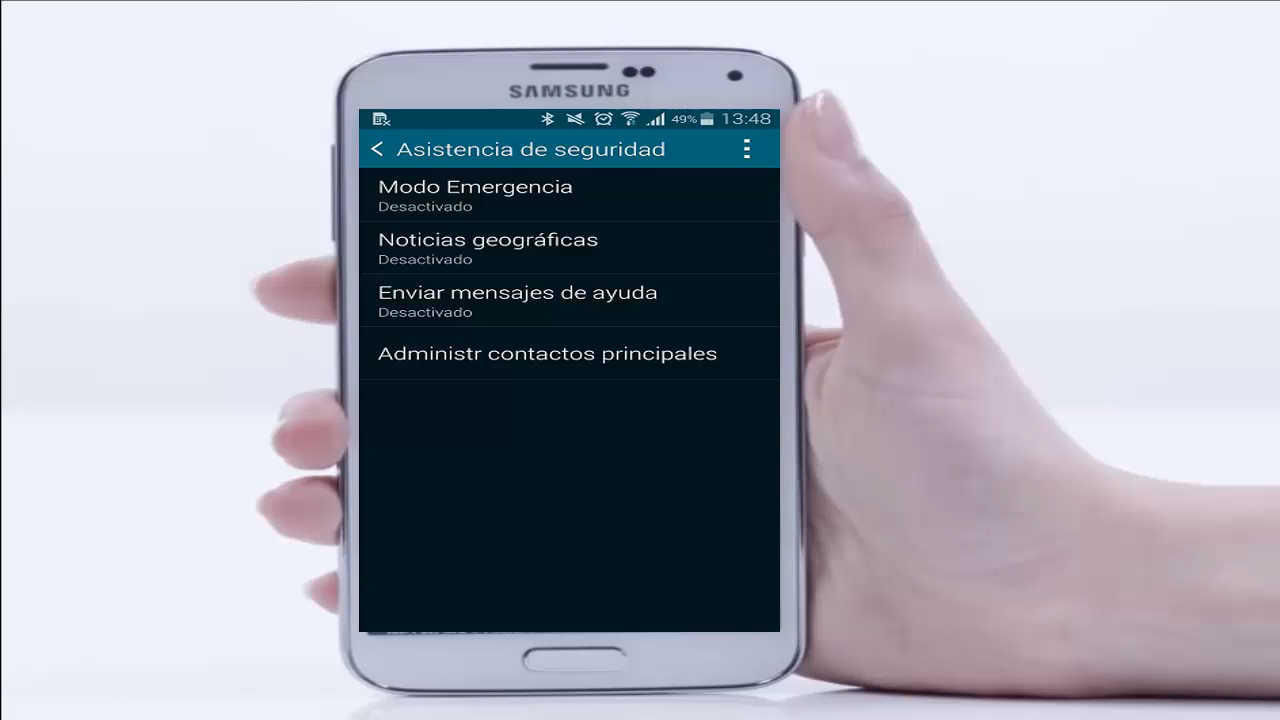 SAMSUNG
49% 13:48
Asistencia de seguridad
Modo Emergencia
Desactivado
Noticias geográficas
Desactivado
Enviar mensajes de ayuda
Desactivado
Administr contactos principales